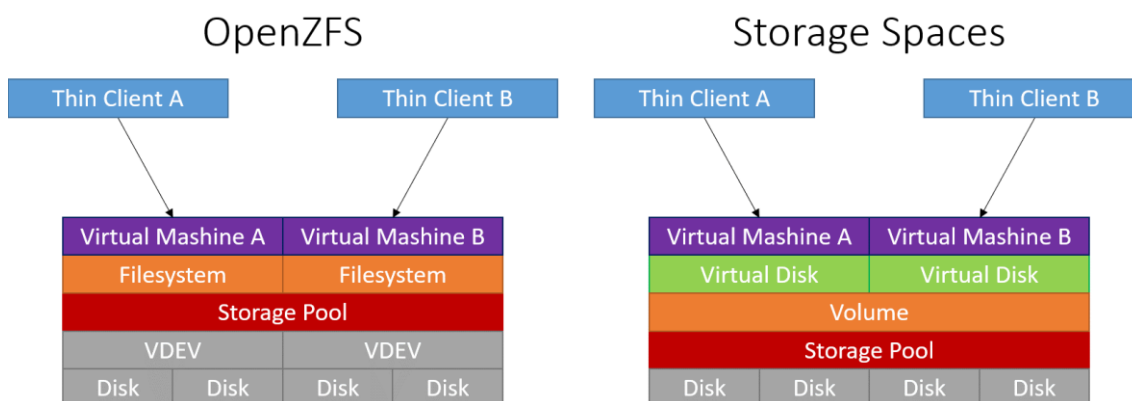 OpenZFS
Thin Client A
Thin Client B
Virtual Mashine A
Virtual Mashine B
Filesystem
Filesystem
Storage Pool
VDEV
VDEV
Disk
Disk
Disk
Disk
Storage Spaces
Thin Client A
Thin Client B
Virtual Mashine A
Virtual Mashine B
Virtual Disk
Virtual Disk
Volume
Storage Pool
Disk
Disk
Disk
Disk